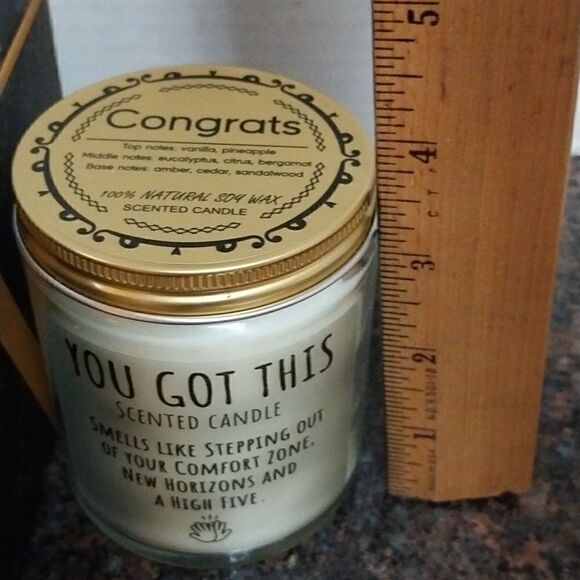 Congrats
Top notes: vanilla, pineapple
Middle notes: eucalyptus, citrus, bergamot
Base notes: amber, cedar, sandalwood
100% NATURAL SOY WAX
SCENTED CANDLE
YOU GOT THIS
SCENTED CANDLE
SMELLS LIKE STEPPING OUT
OF YOUR COMFORT ZONE,
NEW HORIZONS AND
A HIGH FIVE.
5
4
3
2
1